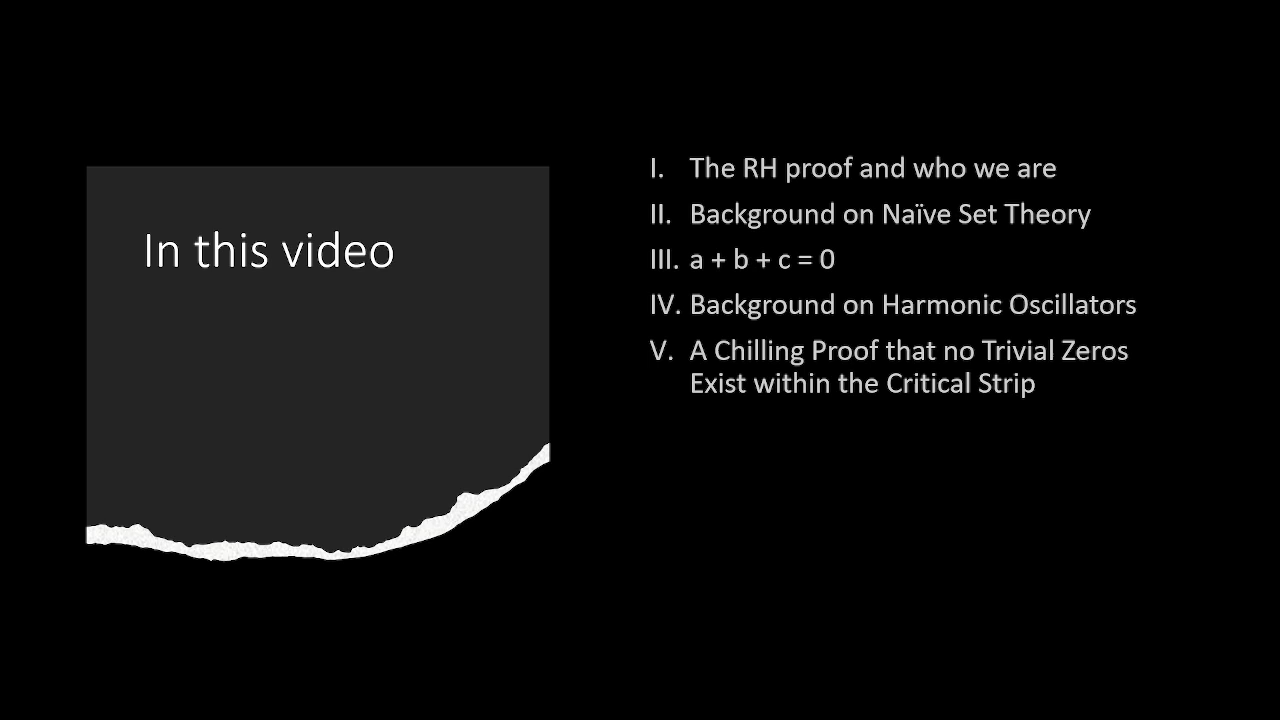 In this video
I. The RH proof and who we are
II. Background on Naïve Set Theory
III. a + b + c = 0
IV. Background on Harmonic Oscillators
V. A Chilling Proof that no Trivial Zeros
Exist within the Critical Strip